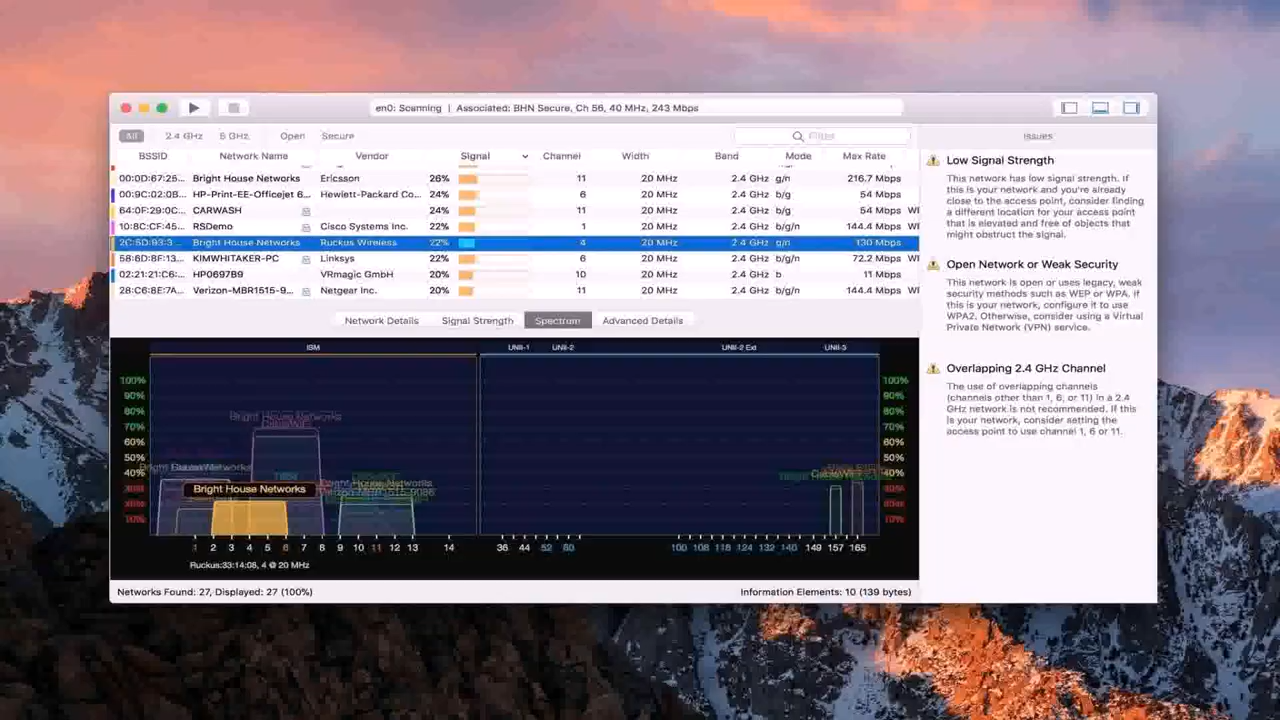 en0: Scanning | Associated: BHN Secure, Ch 56, 40 MHz, 243 Mbps
All 2.4 GHz 5 GHz Open Secure Filter
Issues
BSSID Network Name Vendor Signal Channel Width Band Mode Max Rate
00:0D:67:25... Bright House Networks Ericsson 26% 11 20 MHz 2.4 GHz g/n 216.7 Mbps
00:9C:02:0B... HP-Print-EE-Officejet 6... Hewlett-Packard Co... 24% 6 20 MHz 2.4 GHz b/g 54 Mbps
64:0F:29:0C... CARWASH 24% 11 20 MHz 2.4 GHz b/g 54 Mbps WI
10:8C:CF:45... RSDemo Cisco Systems Inc. 22% 1 20 MHz 2.4 GHz b/g/n 144.4 Mbps WI
2C:5D:93:3... Bright House Networks Ruckus Wireless 22% 4 20 MHz 2.4 GHz g/n 130 Mbps
58:6D:8F:13... KIMWHITAKER-PC Linksys 22% 6 20 MHz 2.4 GHz b/g/n 72.2 Mbps WI
02:21:21:C6:... HP0697B9 VRmagic GmbH 20% 10 20 MHz 2.4 GHz b 11 Mbps
28:C6:8E:7A... Verizon-MBR1515-9... Netgear Inc. 20% 11 20 MHz 2.4 GHz b/g/n 144.4 Mbps WI
Network Details Signal Strength Spectrum Advanced Details
ISM UNII-1 UNII-2 UNII-2 Ext UNII-3
100% 100%
90% 90%
80% 80%
Bright House Networks
70% 70%
60% 60%
50% 50%
40% 40%
30% 30%
Bright House Networks
20% 20%
10% 10%
1 2 3 4 5 6 7 8 9 10 11 12 13 14 36 44 52 60 100 108 116 124 132 140 149 157 165
Ruckus:33:14:08, 4 @ 20 MHz
Networks Found: 27, Displayed: 27 (100%) Information Elements: 10 (139 bytes)
Low Signal Strength
This network has low signal strength. If
this is your network and you're already
close to the access point, consider finding
a different location for your access point
that is elevated and free of objects that
might obstruct the signal.
Open Network or Weak Security
This network is open or uses legacy, weak
security methods such as WEP or WPA. If
this is your network, configure it to use
WPA2. Otherwise, consider using a Virtual
Private Network (VPN) service.
Overlapping 2.4 GHz Channel
The use of overlapping channels
(channels other than 1, 6, or 11) in a 2.4
GHz network is not recommended. If this
is your network, consider setting the
access point to use channel 1, 6 or 11.